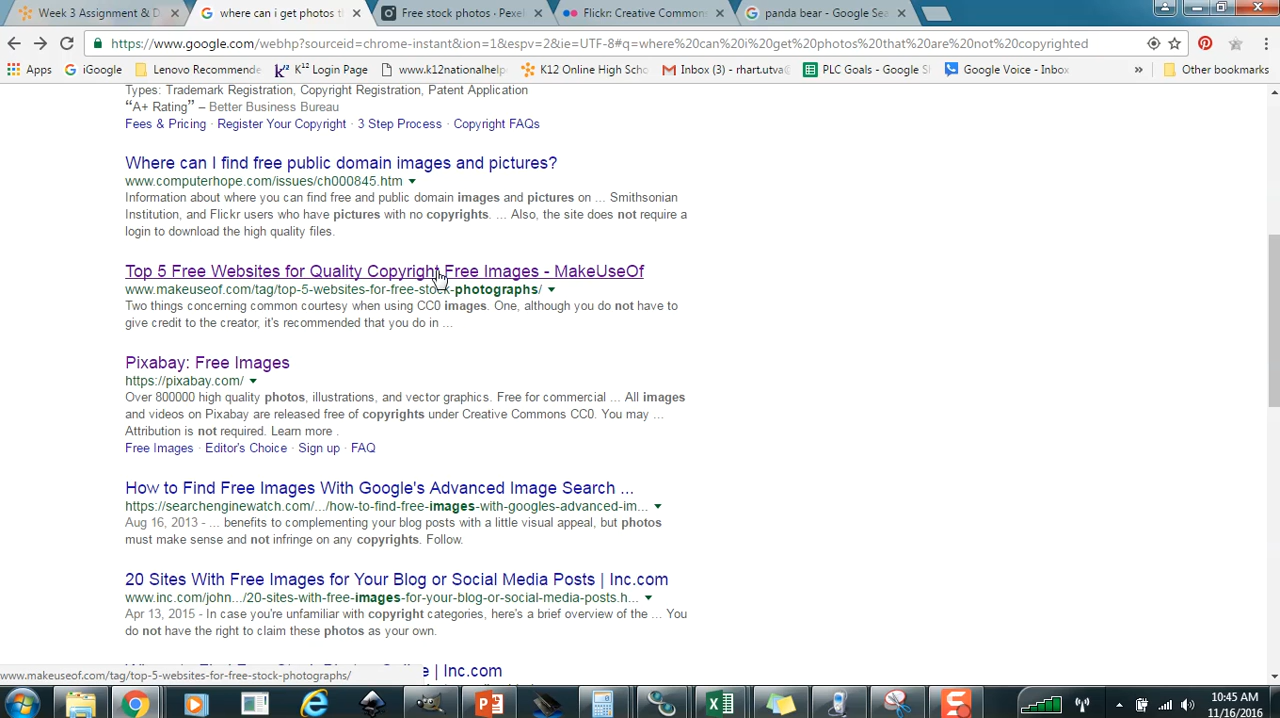 Week 3 Assignment & D
where can i get photos t
Free stock photos - Pexel
Flickr: Creative Common
panda bear - Google Sea
https://www.google.com/webhp?sourceid=chrome-instant&ion=1&espv=2&ie=UTF-8#q=where%20can%20i%20get%20photos%20that%20are%20not%20copyrighted
Apps
iGoogle
Lenovo Recommende
K¹² Login Page
www.k12nationalhelp
K12 Online High Scho
Inbox (3) - rhart.utva@
PLC Goals - Google S
Google Voice - Inbox
»
Other bookmarks
Types: Trademark Registration, Copyright Registration, Patent Application
“A+ Rating” – Better Business Bureau
Fees & Pricing · Register Your Copyright · 3 Step Process · Copyright FAQs
Where can I find free public domain images and pictures?
www.computerhope.com/issues/ch000845.htm
Information about where you can find free and public domain images and pictures on ... Smithsonian
Institution, and Flickr users who have pictures with no copyrights. ... Also, the site does not require a
login to download the high quality files.
Top 5 Free Websites for Quality Copyright Free Images - MakeUseOf
www.makeuseof.com/tag/top-5-websites-for-free-stock-photographs/
Two things concerning common courtesy when using CC0 images. One, although you do not have to
give credit to the creator, it's recommended that you do in ...
Pixabay: Free Images
https://pixabay.com/
Over 800000 high quality photos, illustrations, and vector graphics. Free for commercial ... All images
and videos on Pixabay are released free of copyrights under Creative Commons CC0. You may ...
Attribution is not required. Learn more .
Free Images · Editor's Choice · Sign up · FAQ
How to Find Free Images With Google's Advanced Image Search ...
https://searchenginewatch.com/.../how-to-find-free-images-with-googles-advanced-im...
Aug 16, 2013 - ... benefits to complementing your blog posts with a little visual appeal, but photos
must make sense and not infringe on any copyrights. Follow.
20 Sites With Free Images for Your Blog or Social Media Posts | Inc.com
www.inc.com/john.../20-sites-with-free-images-for-your-blog-or-social-media-posts.h...
Apr 13, 2015 - In case you're unfamiliar with copyright categories, here's a brief overview of the ... You
do not have the right to claim these photos as your own.
| Inc.com
www.makeuseof.com/tag/top-5-websites-for-free-stock-photographs/
10:45 AM
11/16/2016